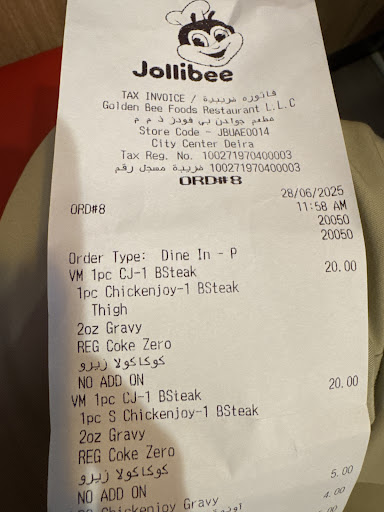 Jollibee
TAX INVOICE / فاتورة ضريبية
Golden Bee Foods Restaurant L.L.C
مطعم جولدن بي فودز ذ م م
Store Code - JBUAE0014
City Center Deira
Tax Reg. No. 100271970400003
ضريبة مسجل رقم 100271970400003
ORD#8
28/06/2025
ORD#8 11:58 AM
20050
20050
Order Type: Dine In - P
VM 1pc CJ-1 BSteak 20.00
1pc Chickenjoy-1 BSteak
Thigh
2oz Gravy
REG Coke Zero
كوكاكولا زيرو
NO ADD ON
VM 1pc CJ-1 BSteak 20.00
1pc S Chickenjoy-1 BSteak
2oz Gravy
REG Coke Zero
كوكاكولا زيرو
NO ADD ON 5.00
Chickenjoy Gravy 4.00